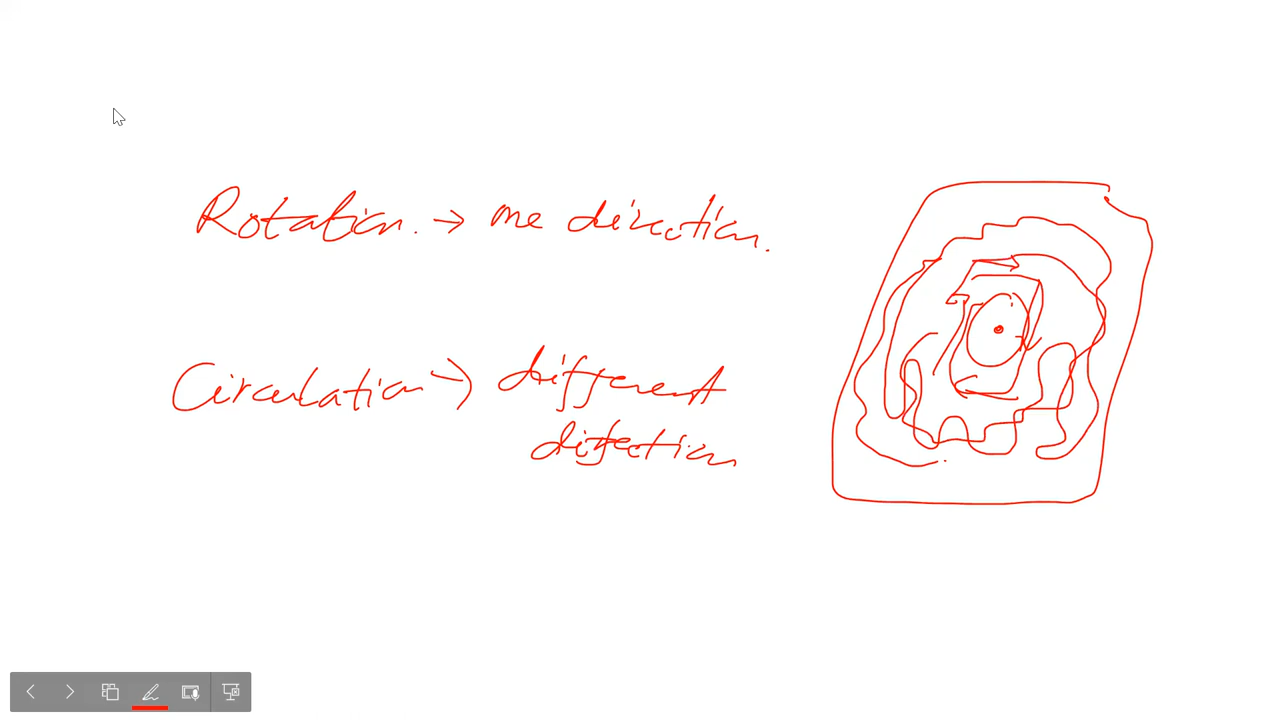 Rotation. → one direction.
Circulation → different
direction